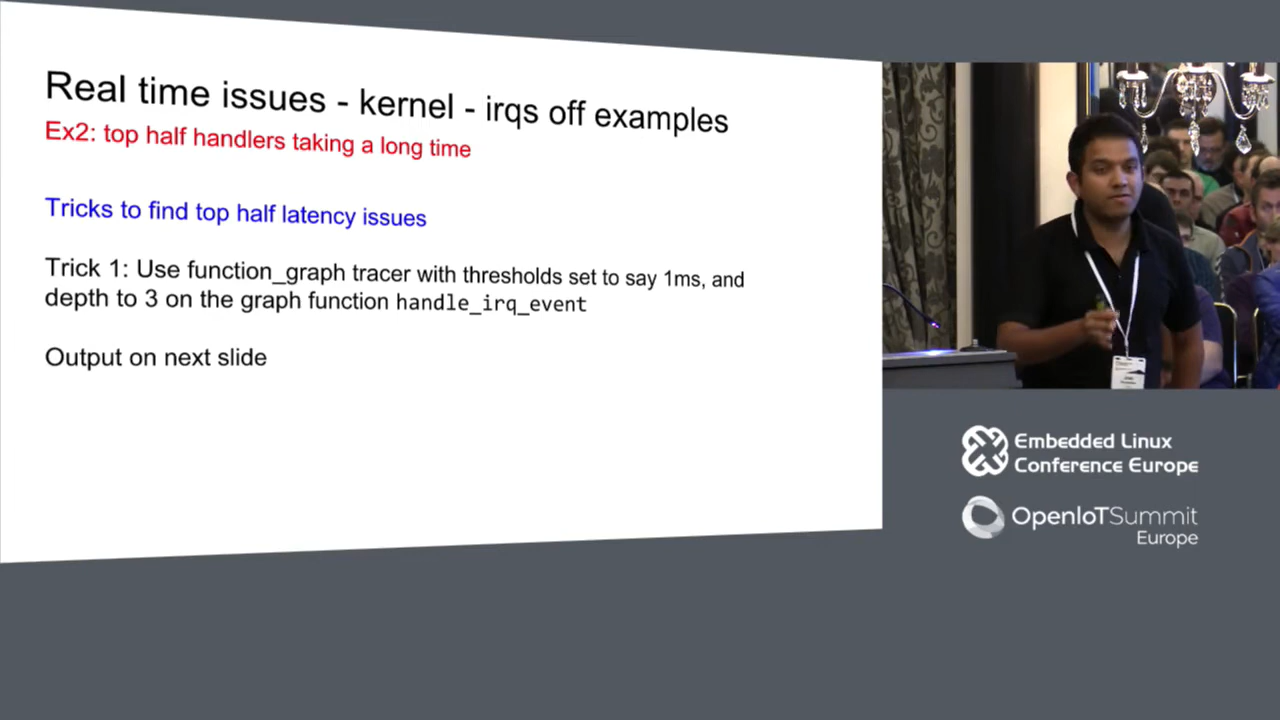 Real time issues - kernel - irqs off examples
Ex2: top half handlers taking a long time
Tricks to find top half latency issues
Trick 1: Use function_graph tracer with thresholds set to say 1ms, and
depth to 3 on the graph function handle_irq_event
Output on next slide
Embedded Linux
Conference Europe
OpenIoTSummit
Europe